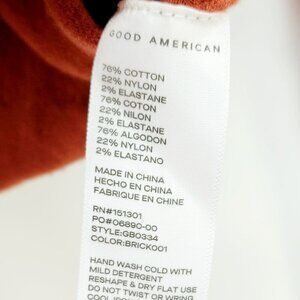 GOOD AMERICAN
76% COTTON
22% NYLON
2% ELASTANE
76% COTON
22% NILON
2% ELASTANE
76% ALGODON
22% NYLON
2% ELASTANO
MADE IN CHINA
HECHO EN CHINA
FABRIQUE EN CHINE
RN#151301
PO#06890-00
STYLE:GB0334
COLOR:BRICK001
HAND WASH COLD WITH
MILD DETERGENT
RESHAPE & DRY FLAT USE
DO NOT TWIST OR WRING